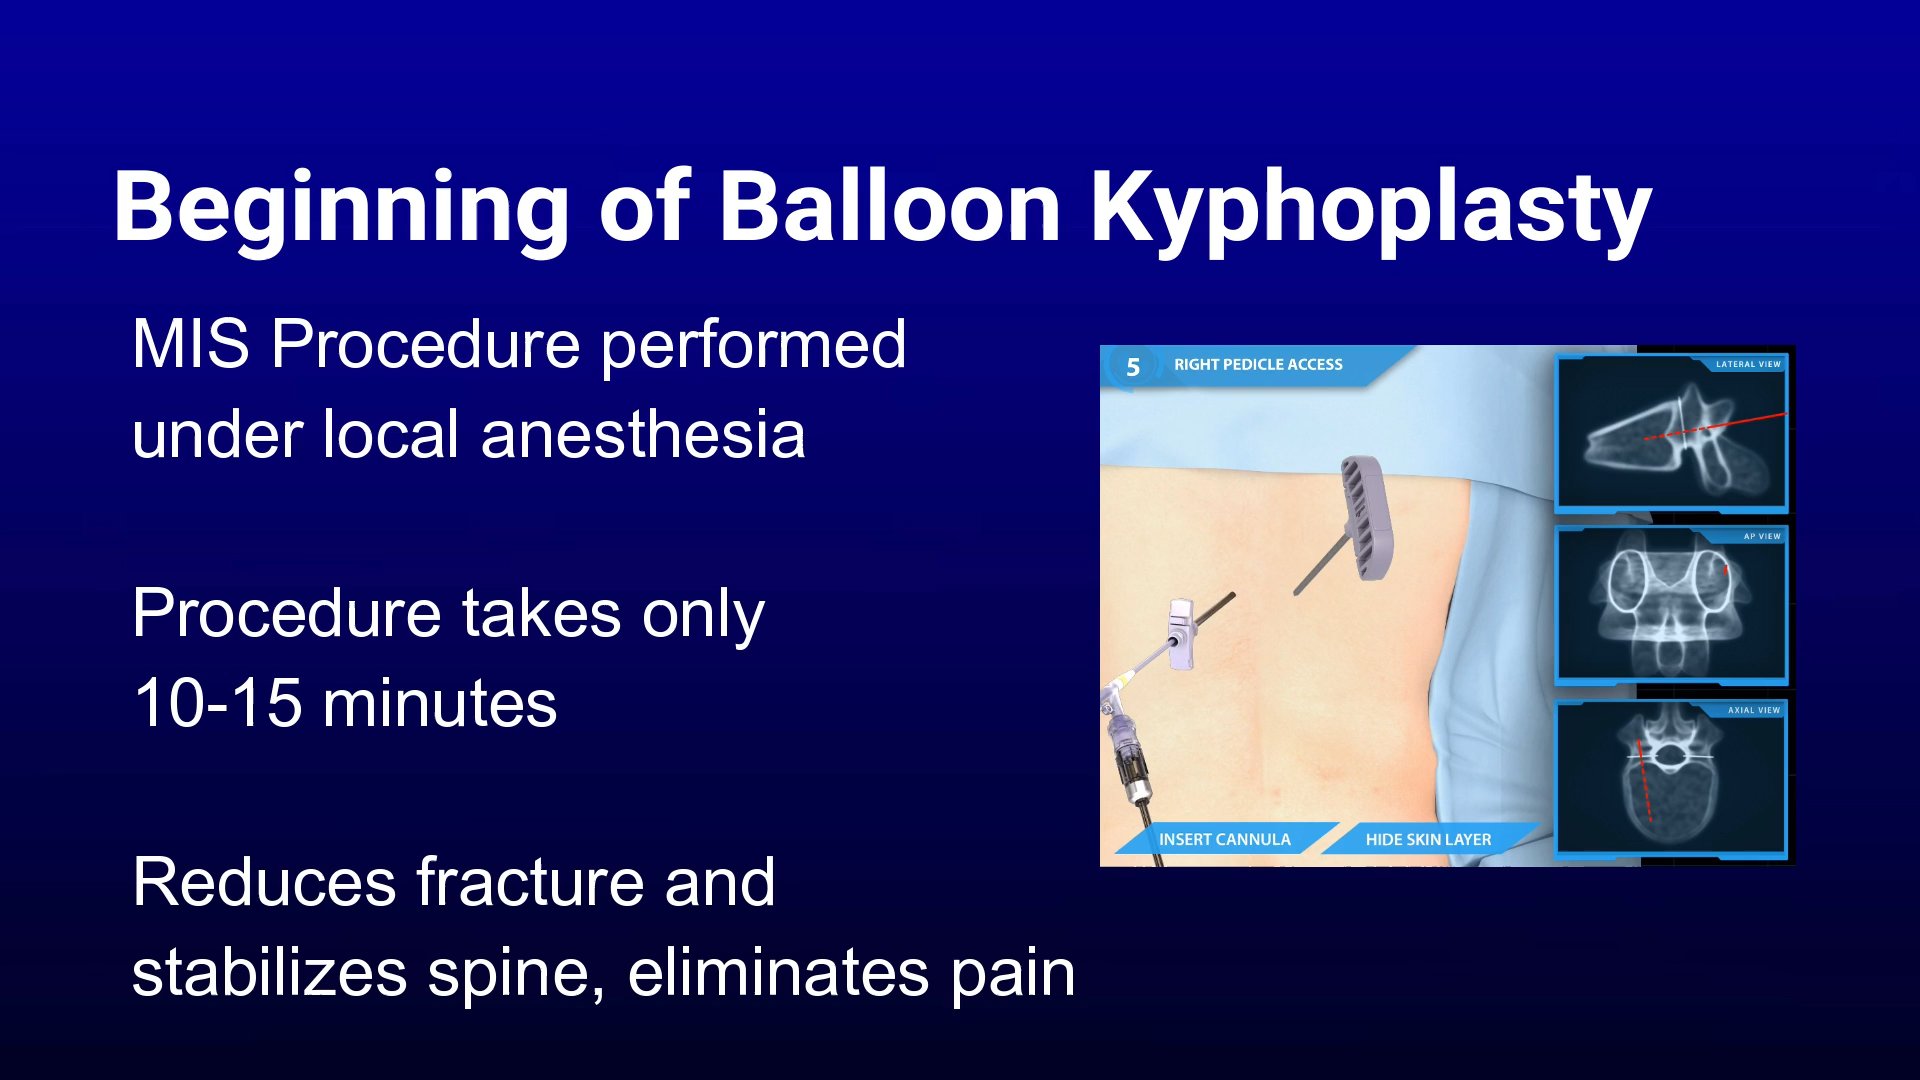 Beginning of Balloon Kyphoplasty
MIS Procedure performed
under local anesthesia
Procedure takes only
10-15 minutes
Reduces fracture and
stabilizes spine, eliminates pain
5 RIGHT PEDICLE ACCESS
LATERAL VIEW
AP VIEW
AXIAL VIEW
INSERT CANNULA
HIDE SKIN LAYER